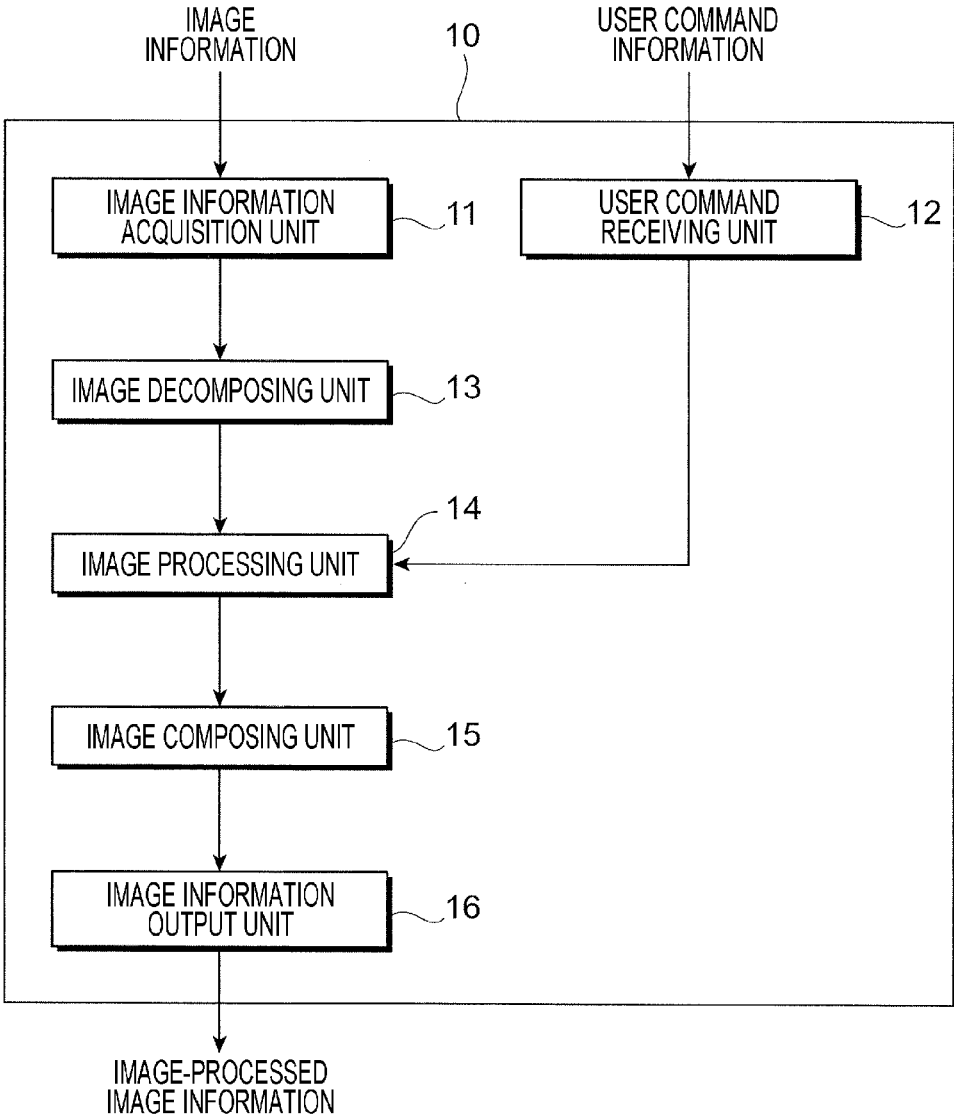 IMAGE
INFORMATION
10
USER COMMAND
INFORMATION
IMAGE INFORMATION
ACQUISITION UNIT
11
USER COMMAND
RECEIVING UNIT
12
IMAGE DECOMPOSING UNIT
13
14
IMAGE PROCESSING UNIT
IMAGE COMPOSING UNIT
15
IMAGE INFORMATION
OUTPUT UNIT
16
IMAGE-PROCESSED
IMAGE INFORMATION